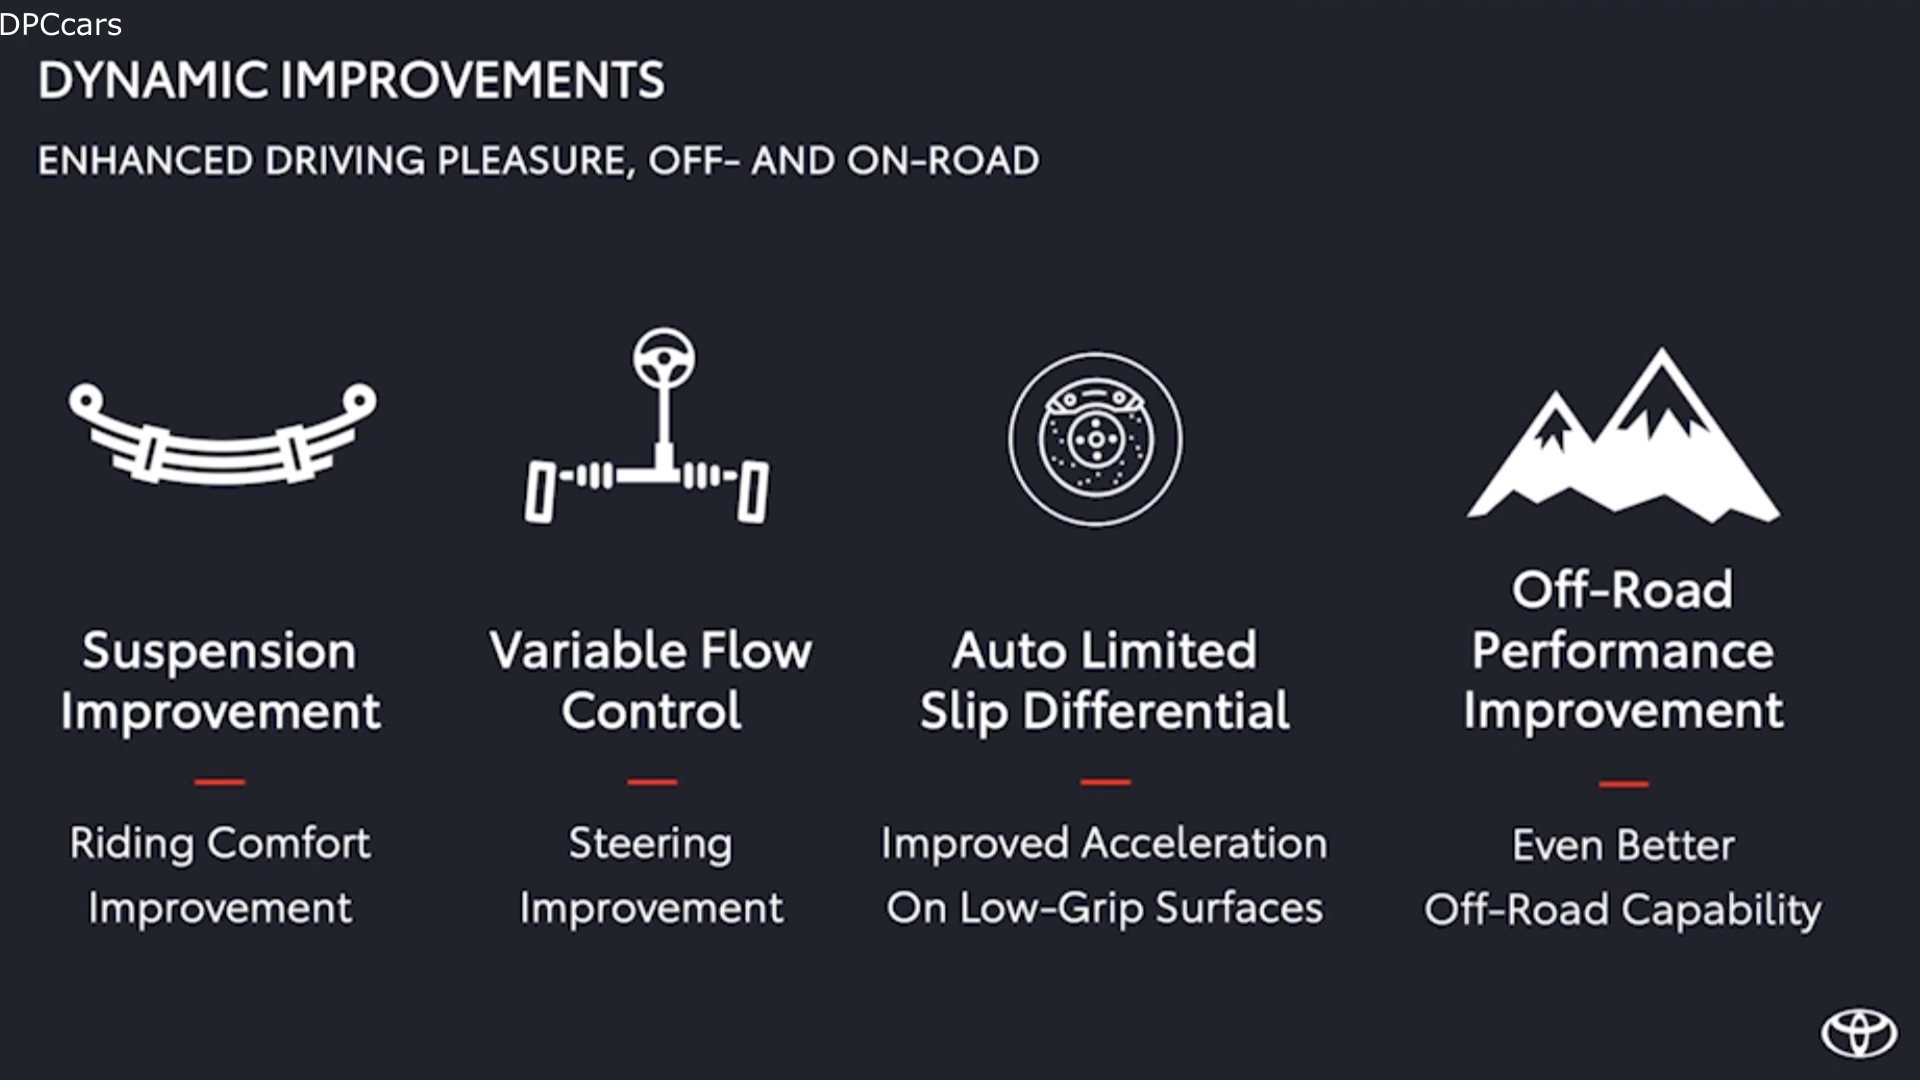 DPCcars
DYNAMIC IMPROVEMENTS
ENHANCED DRIVING PLEASURE, OFF- AND ON-ROAD
Suspension
Improvement
Riding Comfort
Improvement
Variable Flow
Control
Steering
Improvement
Auto Limited
Slip Differential
Improved Acceleration
On Low-Grip Surfaces
Off-Road
Performance
Improvement
Even Better
Off-Road Capability